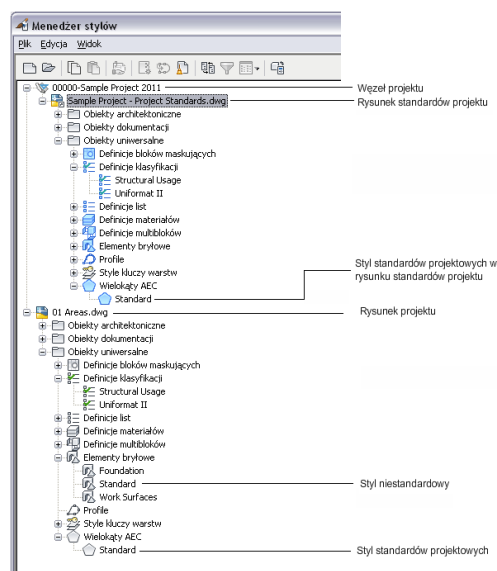 Menedżer stylów
Plik Edycja Widok
00000-Sample Project 2011
Węzeł projektu
Sample Project - Project Standards.dwg
Rysunek standardów projektu
Obiekty architektoniczne
Obiekty dokumentacji
Obiekty uniwersalne
Definicje bloków maskujących
Definicje klasyfikacji
Structural Usage
Uniformat II
Definicje list
Definicje materiałów
Definicje multibloków
Elementy bryłowe
Profile
Style kluczy warstw
Styl standardów projektowych w
rysunku standardów projektu
Wielokąty AEC
Standard
01 Areas.dwg
Rysunek projektu
Obiekty architektoniczne
Obiekty dokumentacji
Obiekty uniwersalne
Definicje bloków maskujących
Definicje klasyfikacji
Structural Usage
Uniformat II
Definicje list
Definicje materiałów
Definicje multibloków
Elementy bryłowe
Foundation
Standard
Styl niestandardowy
Work Surfaces
Profile
Style kluczy warstw
Wielokąty AEC
Standard
Styl standardów projektowych